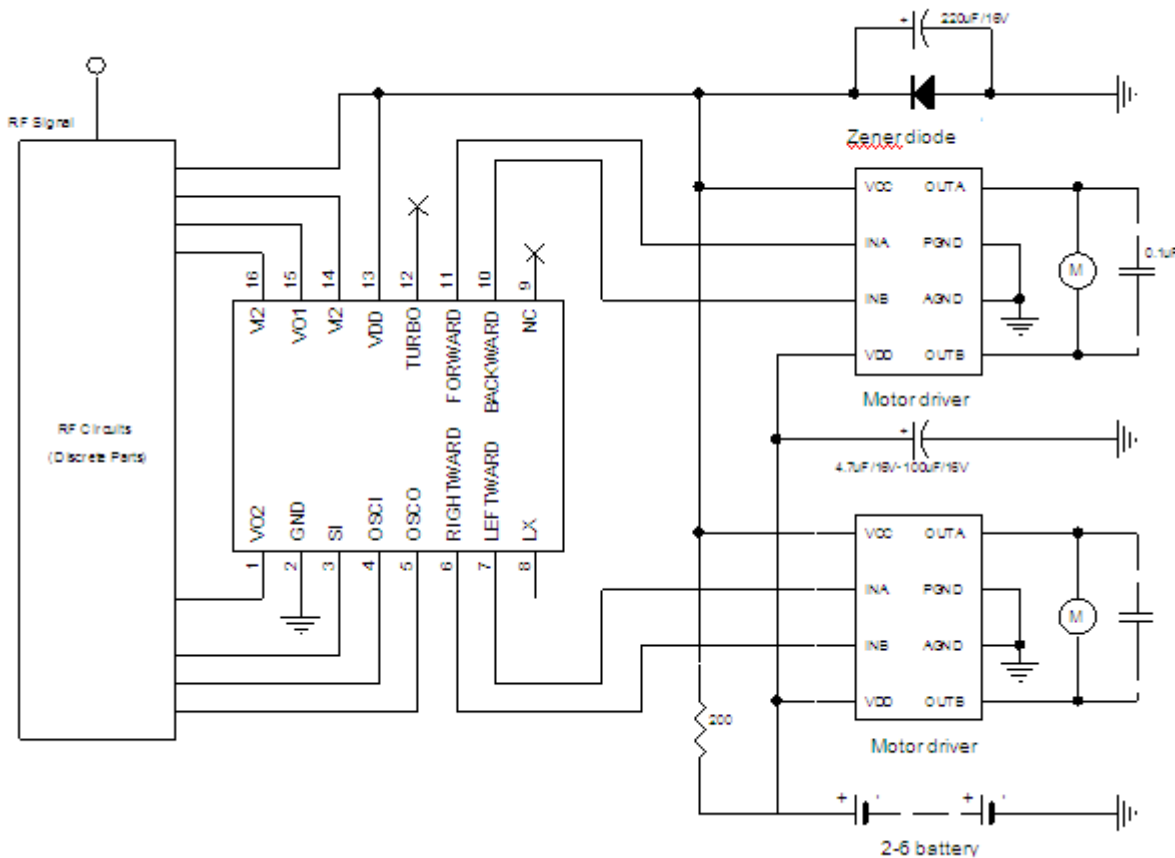 220uF/16V
RF Signal
Zener diode
VCC OUTA
INA PGND
INB AGND
VDD OUTB
M
0.1uF
Motor driver
16 15 14 13 12 11 10 9
V12 VO1 V12 VDD TURBO FORWARD BACKWARD NC
RF Circuits
(Discrete Parts)
4.7uF/16V-100uF/16V
VO2 GND SI OSCI OSCO RIGHTWARD LEFTWARD LX
1 2 3 4 5 6 7 8
VCC OUTA
INA PGND
INB AGND
VDD OUTB
M
200
Motor driver
+ +
2-6 battery